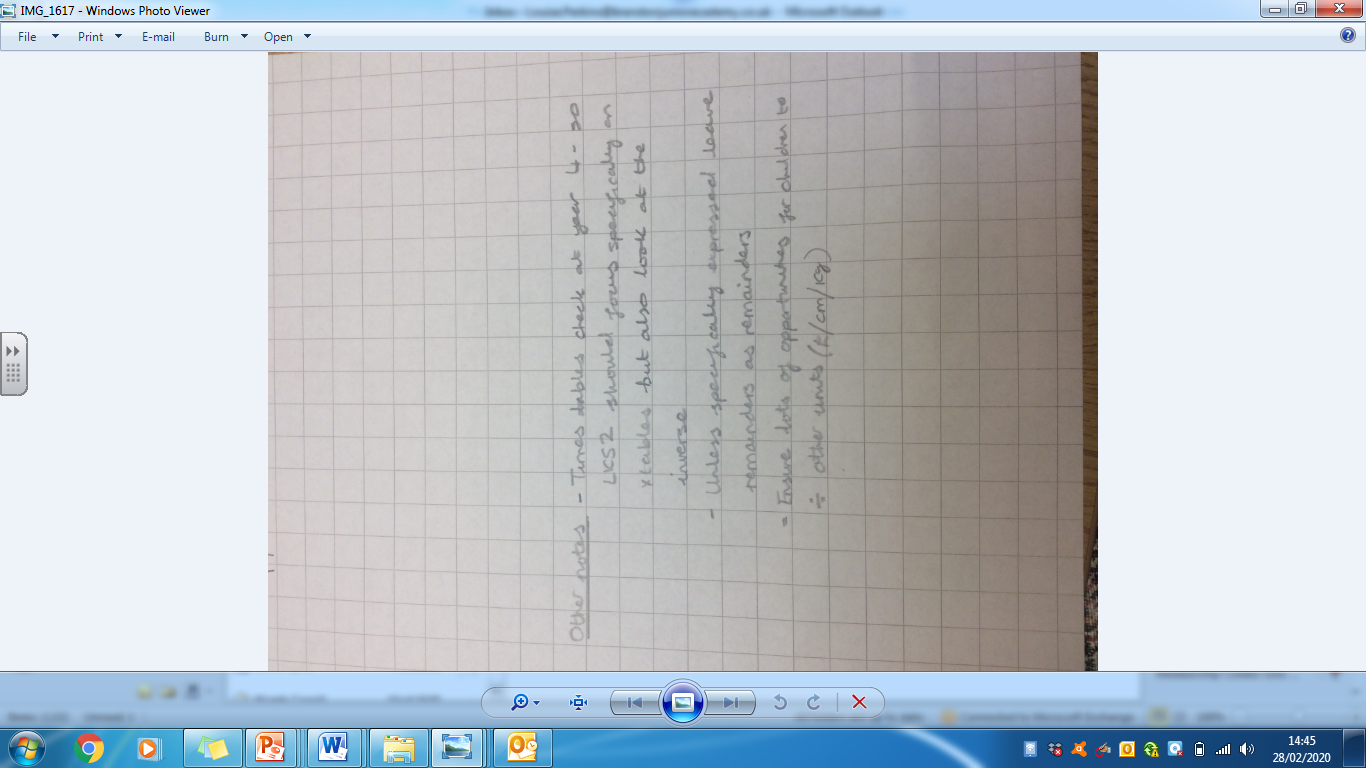 IMG_1617 - Windows Photo Viewer
File Print E-mail Burn Open
Other notes - Times tables check at year 4 - so
LKS2 should focus specifically on
x tables but also look at the
inverse
- Unless specifically expressed leave
remainders as remainders
- Ensure lots of opportunities for children to
÷ other units (£/cm/kg)
14:45
28/02/2020